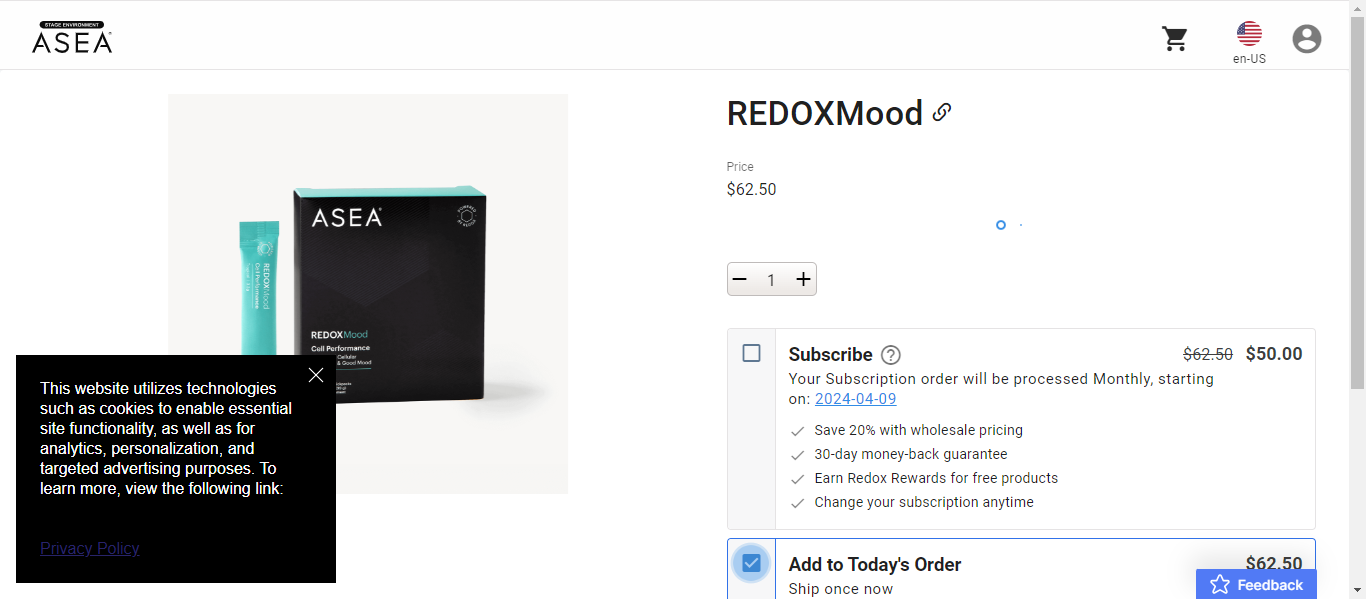 STAGE ENVIRONMENT
ASEA
en-US
REDOXMood
Price
$62.50
1
ASEA
POWERED BY REDOX
REDOXMood
Cell Performance
REDOXMood
Cell Performance
Cellular
& Good Mood
Subscribe
$62.50 $50.00
Your Subscription order will be processed Monthly, starting
on: 2024-04-09
Save 20% with wholesale pricing
30-day money-back guarantee
Earn Redox Rewards for free products
Change your subscription anytime
Add to Today's Order
$62.50
Ship once now
This website utilizes technologies
such as cookies to enable essential
site functionality, as well as for
analytics, personalization, and
targeted advertising purposes. To
learn more, view the following link:
Privacy Policy
Feedback